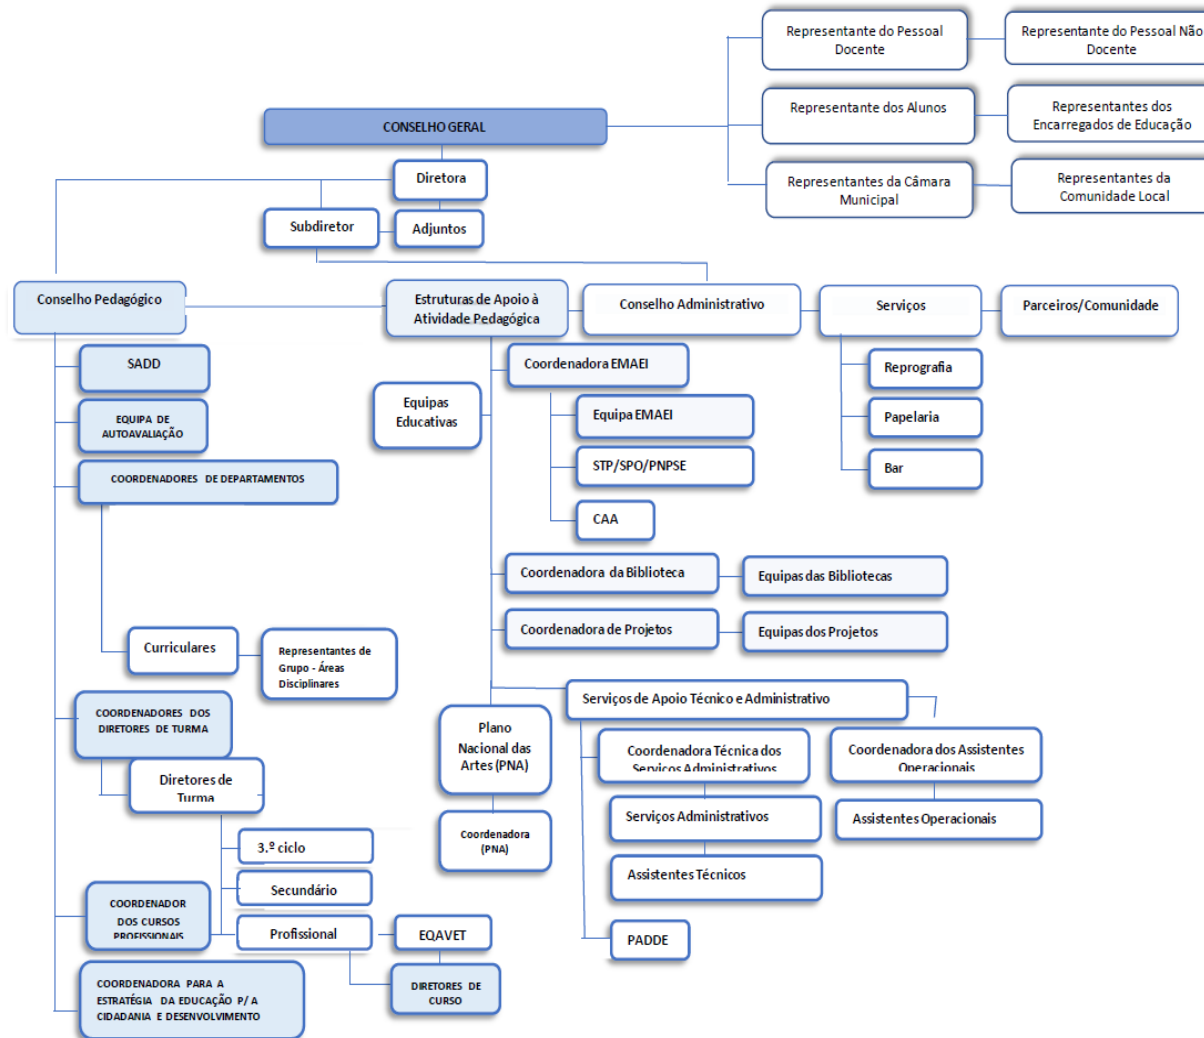 Representante do Pessoal
Docente
Representante do Pessoal Não
Docente
CONSELHO GERAL
Representante dos Alunos
Representantes dos
Encarregados de Educação
Diretora
Representantes da Câmara
Municipal
Representantes da
Comunidade Local
Subdiretor
Adjuntos
Conselho Pedagógico
Estruturas de Apoio à
Atividade Pedagógica
Conselho Administrativo
Serviços
Parceiros/Comunidade
SADD
Coordenadora EMAEI
Reprografia
Equipas
Educativas
EQUIPA DE
AUTOAVALIAÇÃO
Equipa EMAEI
Papelaria
COORDENADORES DE DEPARTAMENTOS
STP/SPO/PNPSE
Bar
CAA
Coordenadora da Biblioteca
Equipas das Bibliotecas
Coordenadora de Projetos
Equipas dos Projetos
Curriculares
Representantes de
Grupo - Áreas
Disciplinares
Serviços de Apoio Técnico e Administrativo
COORDENADORES DOS
DIRETORES DE TURMA
Plano
Nacional das
Artes (PNA)
Coordenadora Técnica dos
Serviços Administrativos
Coordenadora dos Assistentes
Operacionais
Diretores de
Turma
Serviços Administrativos
Assistentes Operacionais
Coordenadora
(PNA)
3.º ciclo
Assistentes Técnicos
Secundário
COORDENADOR
DOS CURSOS
PROFISSIONAIS
Profissional
EQAVET
PADDE
DIRETORES DE
CURSO
COORDENADORA PARA A
ESTRATÉGIA DA EDUCAÇÃO P/ A
CIDADANIA E DESENVOLVIMENTO